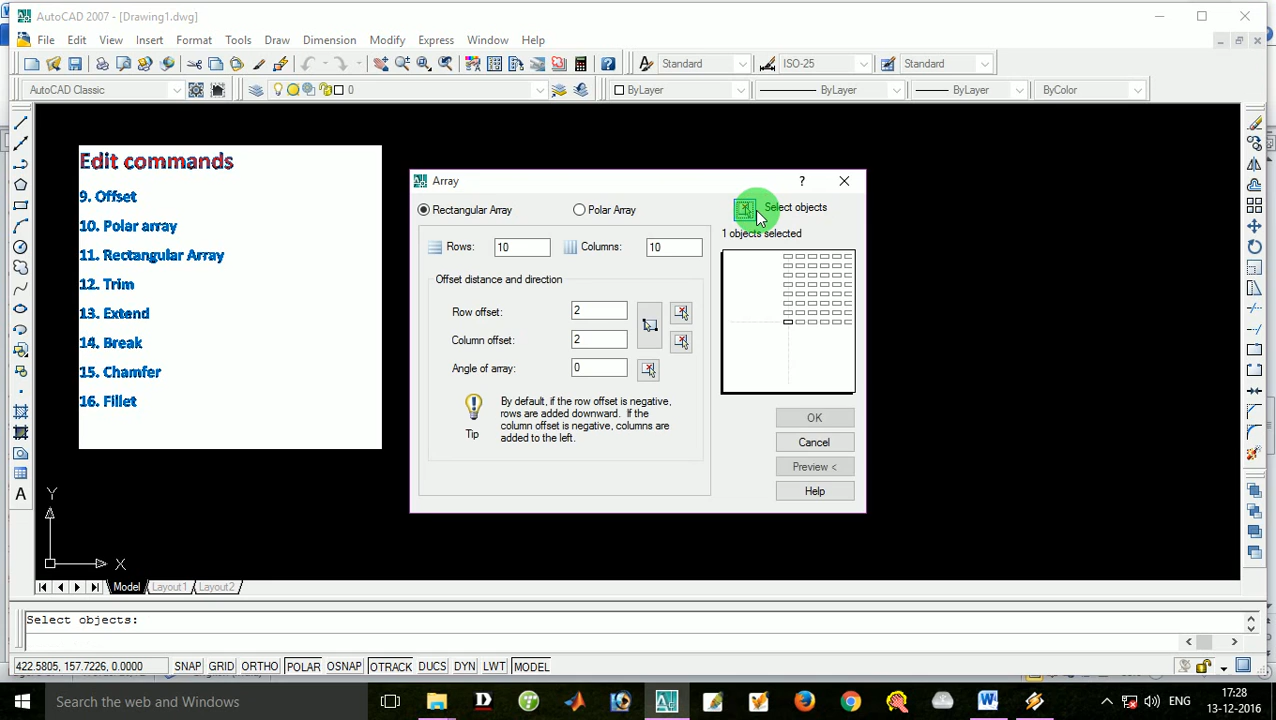 AutoCAD 2007 - [Drawing1.dwg]
File Edit View Insert Format Tools Draw Dimension Modify Express Window Help
Standard ISO-25 Standard
AutoCAD Classic 0 ByLayer ByLayer ByLayer ByColor
Edit commands
9. Offset
10. Polar array
11. Rectangular Array
12. Trim
13. Extend
14. Break
15. Chamfer
16. Fillet
Array
Rectangular Array Polar Array Select objects
1 objects selected
Rows: 10 Columns: 10
Offset distance and direction
Row offset: 2
Column offset: 2
Angle of array: 0
By default, if the row offset is negative,
rows are added downward. If the
column offset is negative, columns are
added to the left.
Tip
OK
Cancel
Preview <
Help
Y
X
Model Layout1 Layout2
Select objects:
422.5805, 157.7226, 0.0000 SNAP GRID ORTHO POLAR OSNAP OTRACK DUCS DYN LWT MODEL
Search the web and Windows
ENG
17:28
13-12-2016